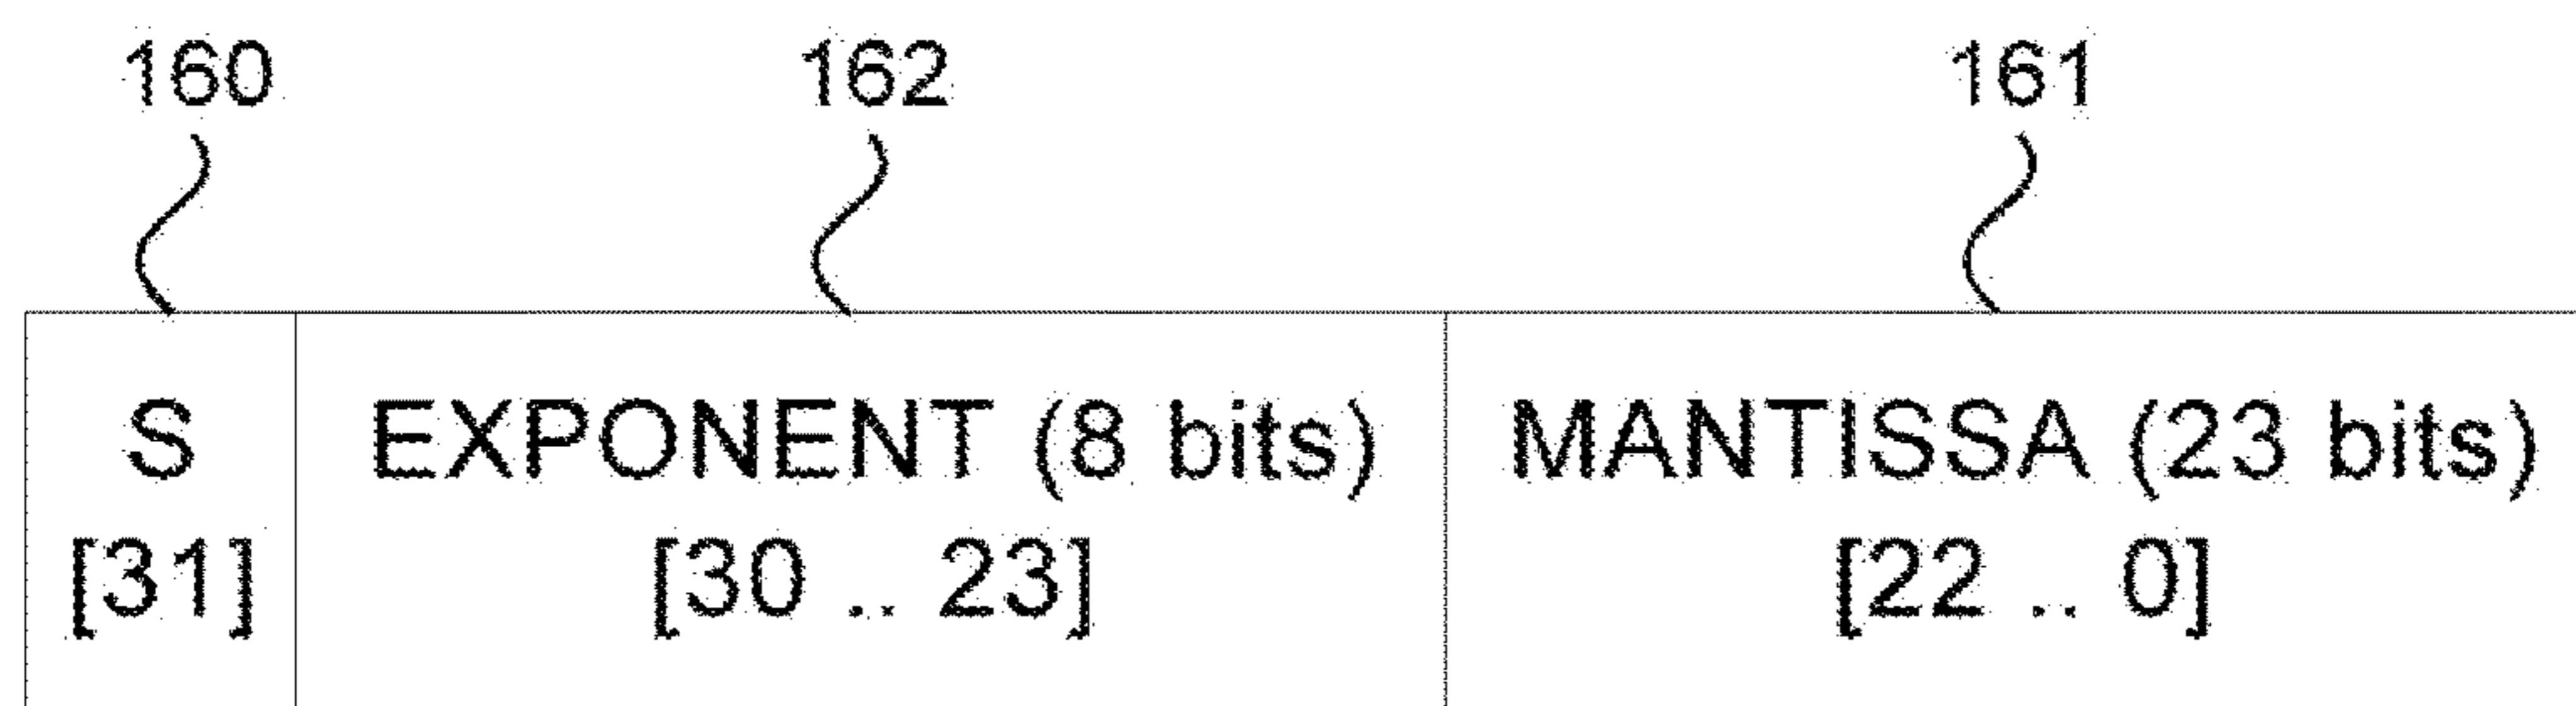 160 162 161
S EXPONENT (8 bits) MANTISSA (23 bits)
[31] [30 .. 23] [22 .. 0]